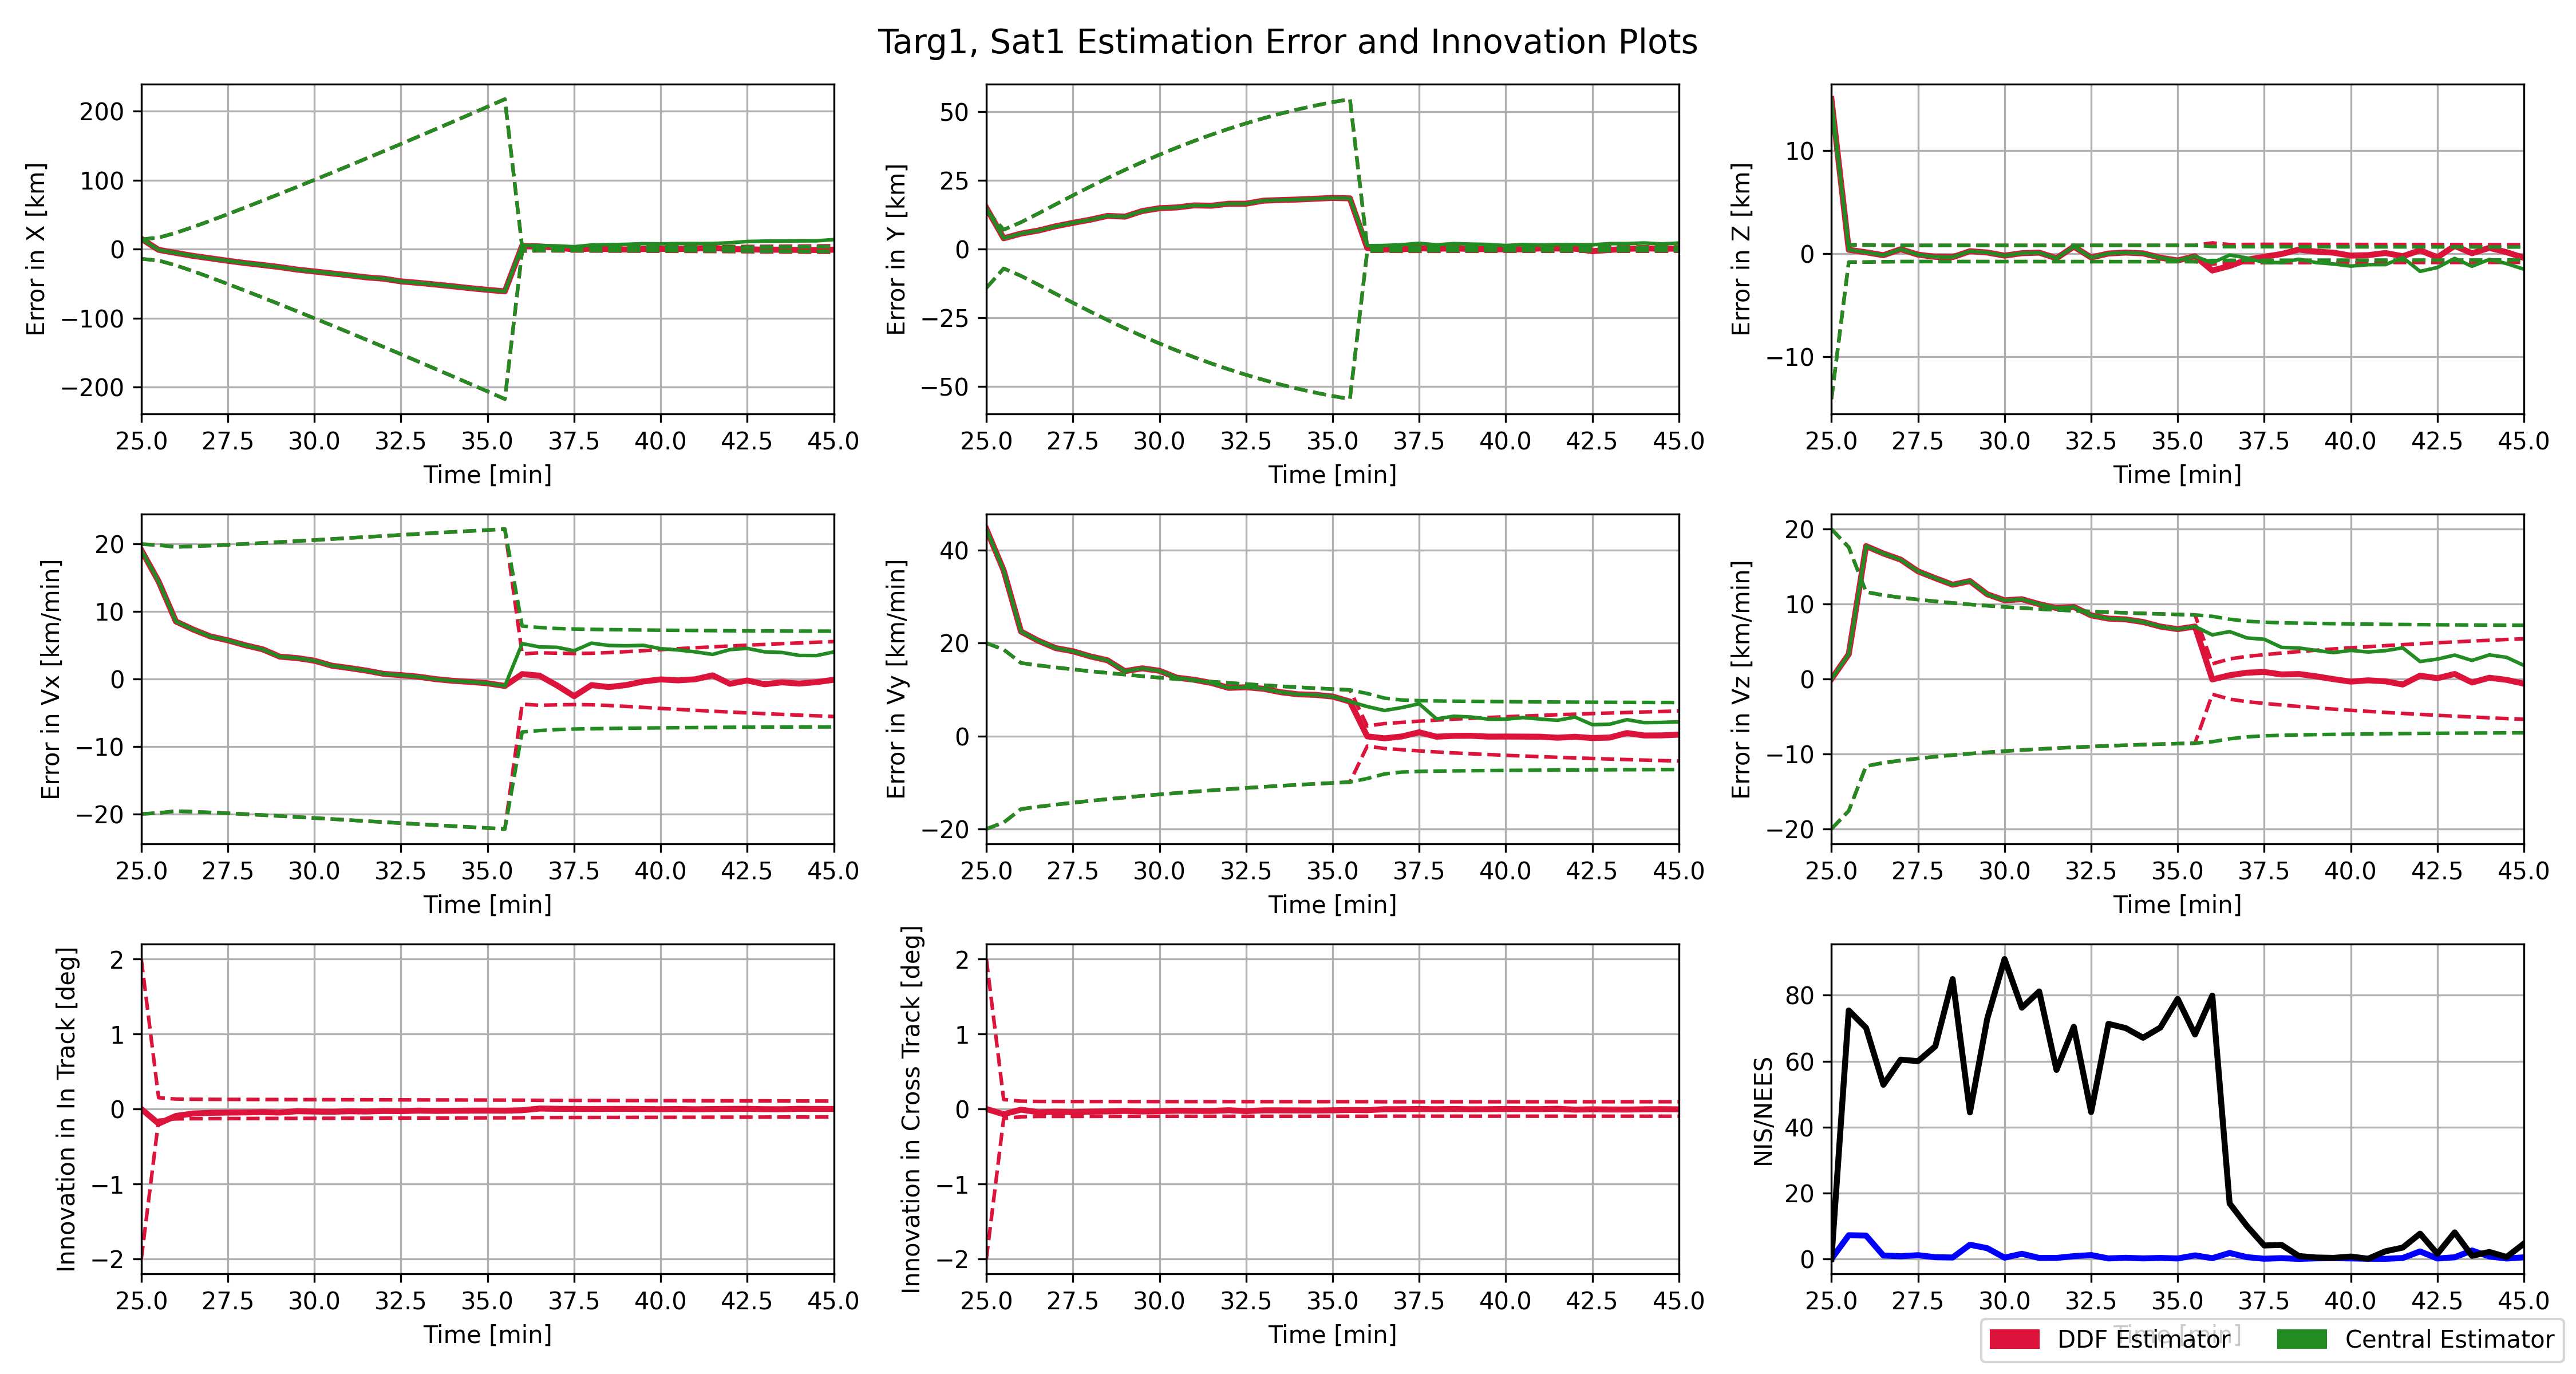 Targ1, Sat1 Estimation Error and Innovation Plots
Error in X [km]
200
100
0
−100
−200
25.0 27.5 30.0 32.5 35.0 37.5 40.0 42.5 45.0
Time [min]
Error in Y [km]
50
25
0
−25
−50
25.0 27.5 30.0 32.5 35.0 37.5 40.0 42.5 45.0
Time [min]
Error in Z [km]
10
0
−10
25.0 27.5 30.0 32.5 35.0 37.5 40.0 42.5 45.0
Time [min]
Error in Vx [km/min]
20
10
0
−10
−20
25.0 27.5 30.0 32.5 35.0 37.5 40.0 42.5 45.0
Time [min]
Error in Vy [km/min]
40
20
0
−20
25.0 27.5 30.0 32.5 35.0 37.5 40.0 42.5 45.0
Time [min]
Error in Vz [km/min]
20
10
0
−10
−20
25.0 27.5 30.0 32.5 35.0 37.5 40.0 42.5 45.0
Time [min]
Innovation in In Track [deg]
2
1
0
−1
−2
25.0 27.5 30.0 32.5 35.0 37.5 40.0 42.5 45.0
Time [min]
Innovation in Cross Track [deg]
2
1
0
−1
−2
25.0 27.5 30.0 32.5 35.0 37.5 40.0 42.5 45.0
Time [min]
NIS/NEES
80
60
40
20
0
25.0 27.5 30.0 32.5 35.0 37.5 40.0 42.5 45.0
Time [min]
DDF Estimator Central Estimator